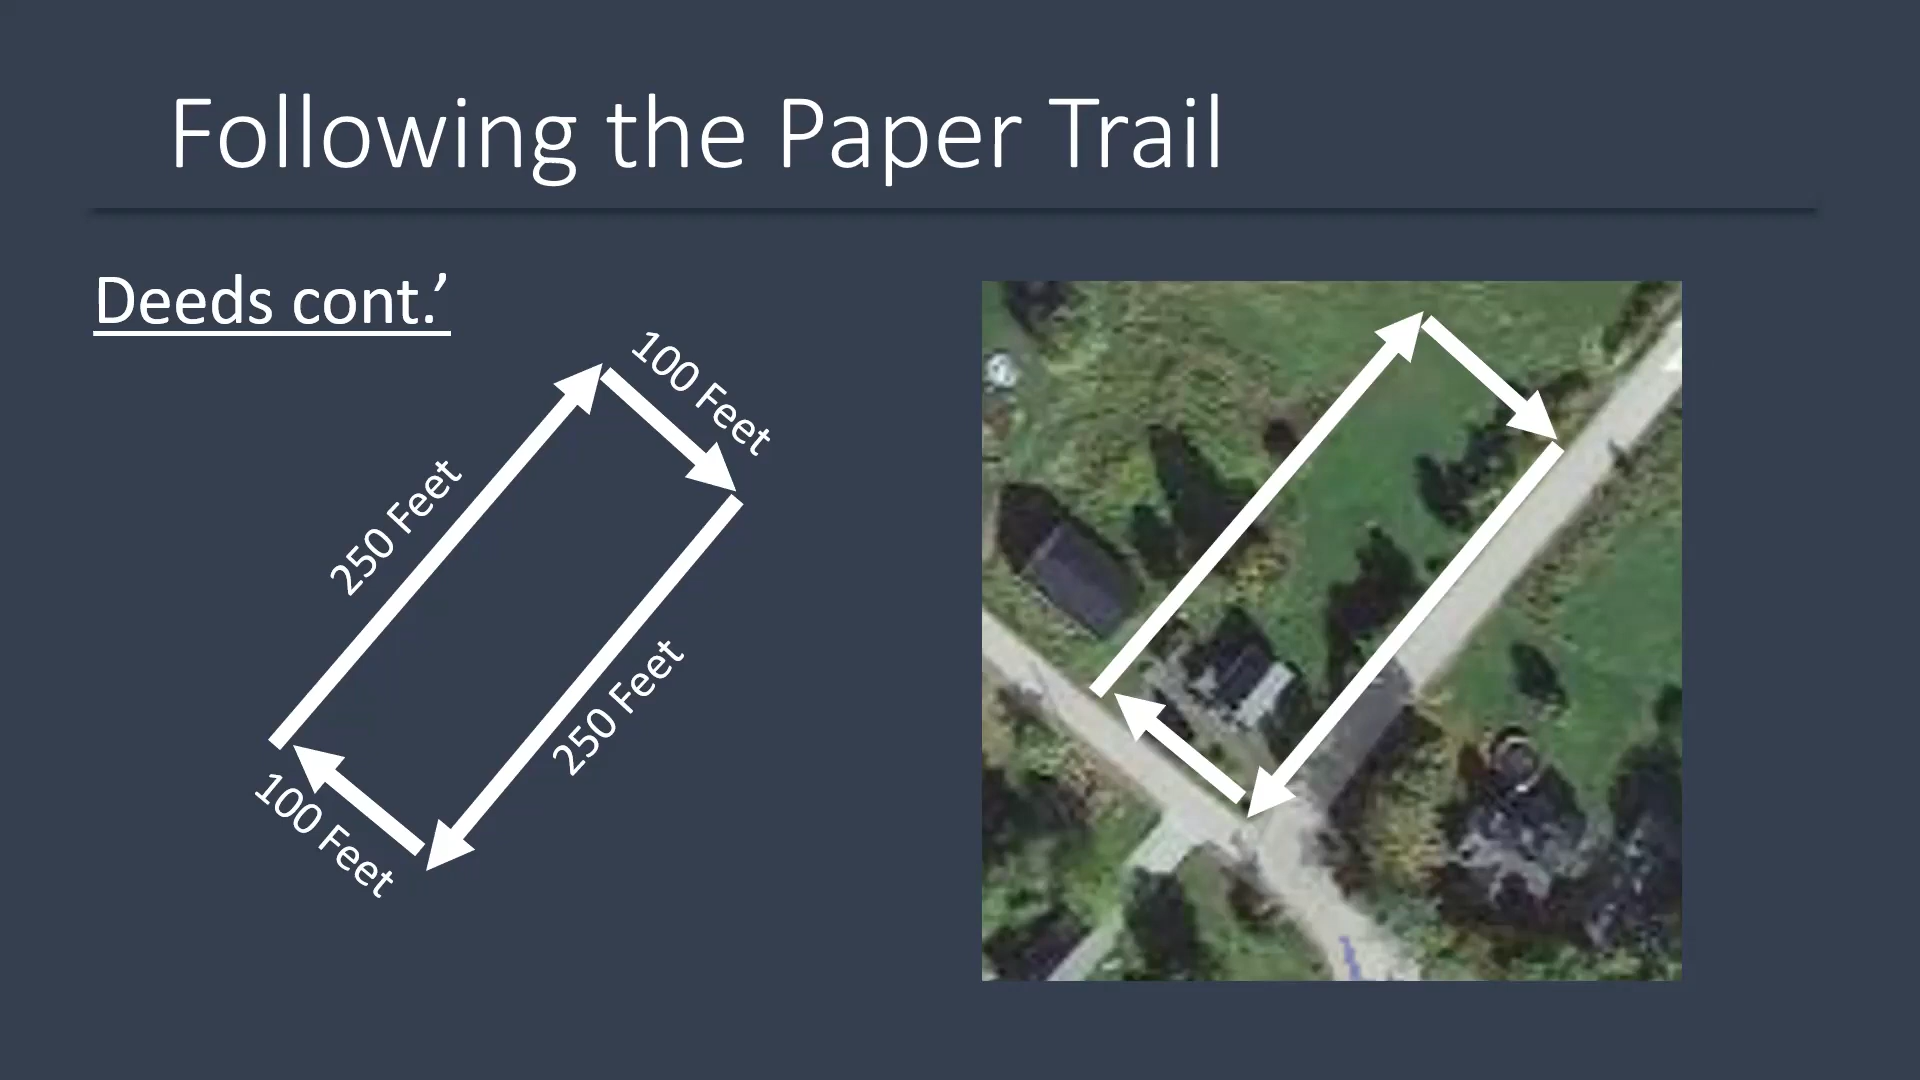 Following the Paper Trail
Deeds cont.’
100 Feet
250 Feet
250 Feet
100 Feet